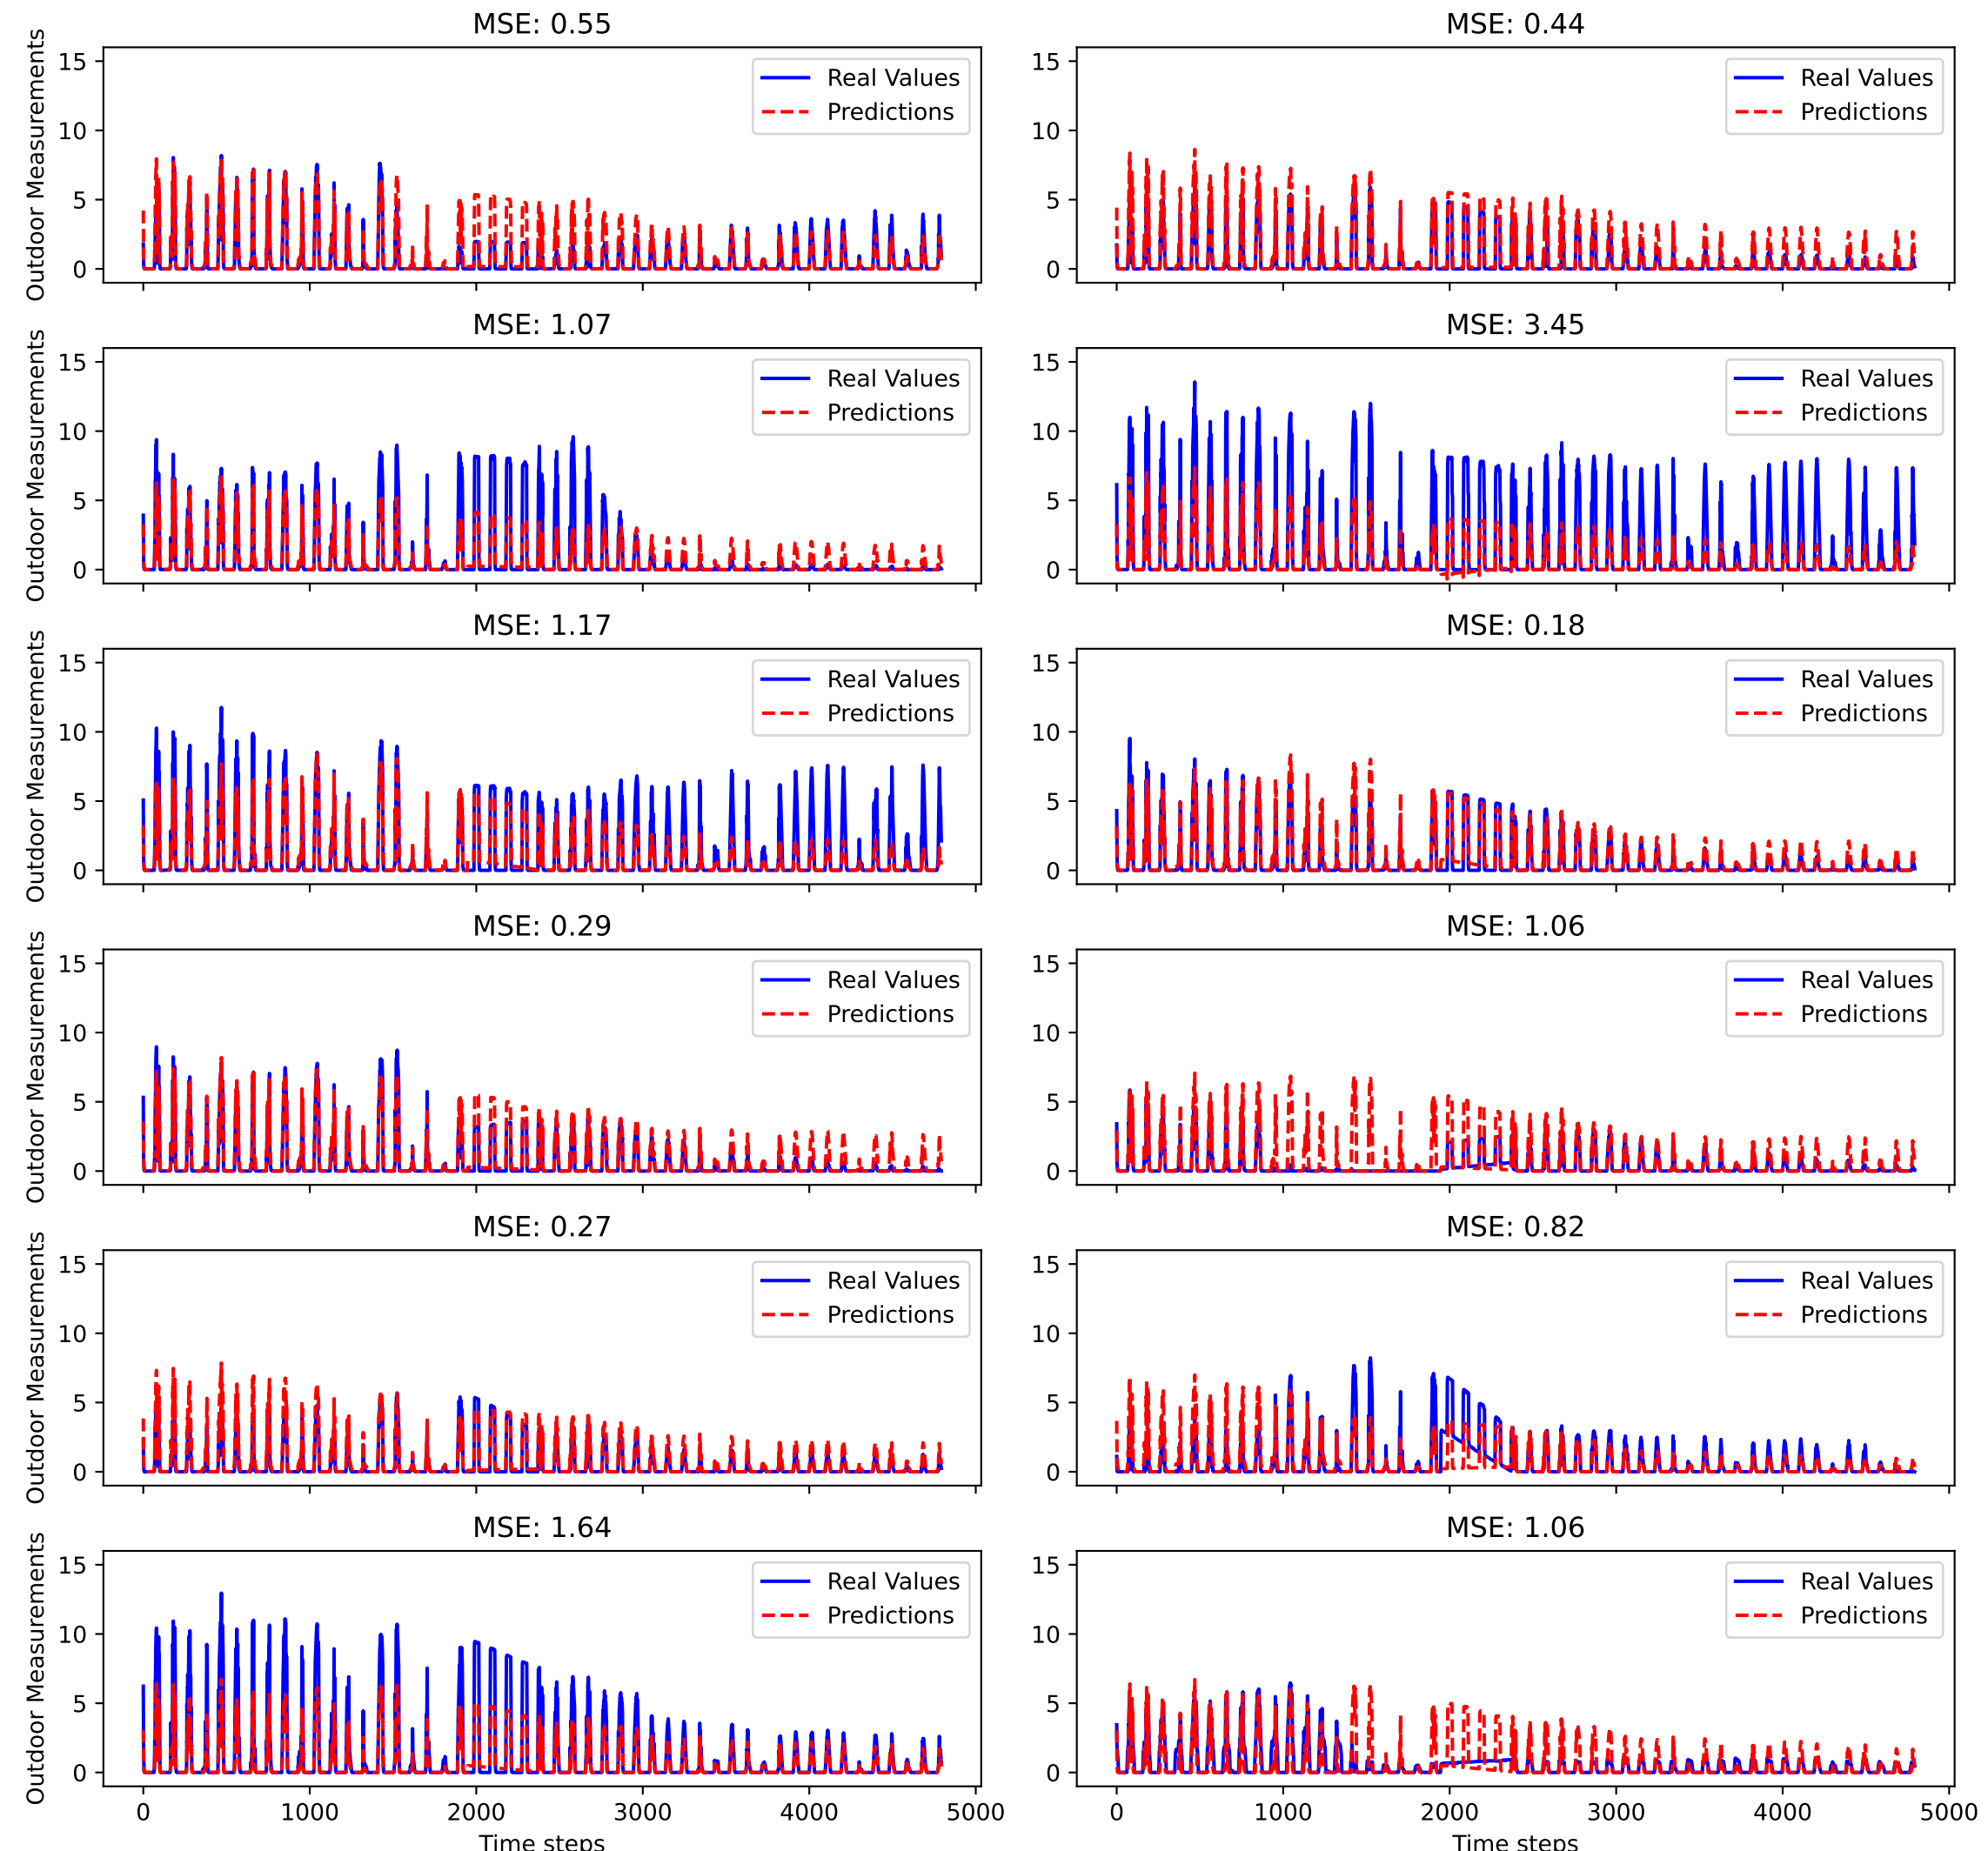 MSE: 0.55
Outdoor Measurements
15
10
5
0
Real Values
Predictions
MSE: 0.44
15
10
5
0
Real Values
Predictions
MSE: 1.07
Outdoor Measurements
15
10
5
0
Real Values
Predictions
MSE: 3.45
15
10
5
0
Real Values
Predictions
MSE: 1.17
Outdoor Measurements
15
10
5
0
Real Values
Predictions
MSE: 0.18
15
10
5
0
Real Values
Predictions
MSE: 0.29
Outdoor Measurements
15
10
5
0
Real Values
Predictions
MSE: 1.06
15
10
5
0
Real Values
Predictions
MSE: 0.27
Outdoor Measurements
15
10
5
0
Real Values
Predictions
MSE: 0.82
15
10
5
0
Real Values
Predictions
MSE: 1.64
Outdoor Measurements
15
10
5
0
Real Values
Predictions
0 1000 2000 3000 4000 5000
Time steps
MSE: 1.06
15
10
5
0
Real Values
Predictions
0 1000 2000 3000 4000 5000
Time steps